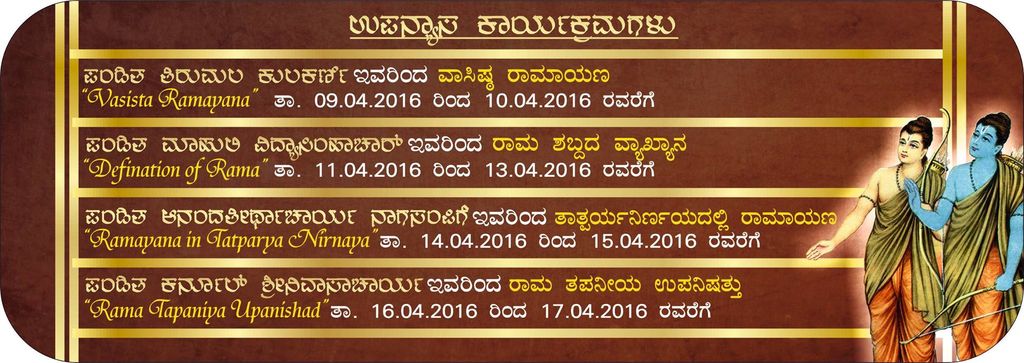 ಉಪನ್ಯಾಸ ಕಾರ್ಯಕ್ರಮಗಳು
ಪಂಡಿತ ತಿರುಮಲ ಕುಲಕರ್ಣಿ ಇವರಿಂದ ವಾಸಿಷ್ಠ ರಾಮಾಯಣ
“Vasista Ramayana” ತಾ. 09.04.2016 ರಿಂದ 10.04.2016 ರವರೆಗೆ
ಪಂಡಿತ ಮಾಹುಲಿ ವಿದ್ಯಾಸಿಂಹಾಚಾರ್ ಇವರಿಂದ ರಾಮ ಶಬ್ದದ ವ್ಯಾಖ್ಯಾನ
“Defination of Rama” ತಾ. 11.04.2016 ರಿಂದ 13.04.2016 ರವರೆಗೆ
ಪಂಡಿತ ಆನಂದತೀರ್ಥಾಚಾರ್ಯ ನಾಗಸಂಪಿಗೆ ಇವರಿಂದ ತಾತ್ಪರ್ಯನಿರ್ಣಯದಲ್ಲಿ ರಾಮಾಯಣ
“Ramayana in Tatparya Nirnaya” ತಾ. 14.04.2016 ರಿಂದ 15.04.2016 ರವರೆಗೆ
ಪಂಡಿತ ಕರ್ನೂಲ್ ಶ್ರೀನಿವಾಸಾಚಾರ್ಯ ಇವರಿಂದ ರಾಮ ತಪನೀಯ ಉಪನಿಷತ್ತು
“Rama Tapaniya Upanishad” ತಾ. 16.04.2016 ರಿಂದ 17.04.2016 ರವರೆಗೆ